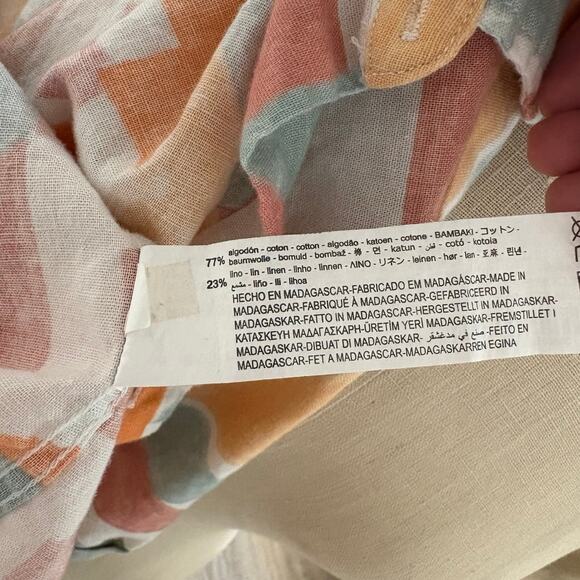 77% algodón - coton - cotton - algodão - katoen - cotone - BAMBAKI - コットン -
baumwolle - bomuld - bombaž - 棉 - 면 - katun - قطن - cotó - kotoia
23% lino - lin - linen - linho - linnen - ΛΙΝΟ - リネン - leinen - hør - lan - 亚麻 - 린넨 -
- liño - lli - lihoa
HECHO EN MADAGASCAR-FABRICADO EM MADAGÁSCAR-MADE IN
MADAGASCAR-FABRIQUÉ À MADAGASCAR-GEFABRICEERD IN
MADAGASKAR-FATTO IN MADAGASCAR-HERGESTELLT IN MADAGASKAR-
ΚΑΤΑΣΚΕΥΗ ΜΑΔΑΓΑΣΚΑΡΗ-ÜRETİM YERİ MADAGASKAR-FREMSTILLET I
MADAGASKAR-DIBUAT DI MADAGASKAR- صنع في مدغشقر -FEITO EN
MADAGASCAR-FET A MADAGASCAR-MADAGASKARREN EGINA